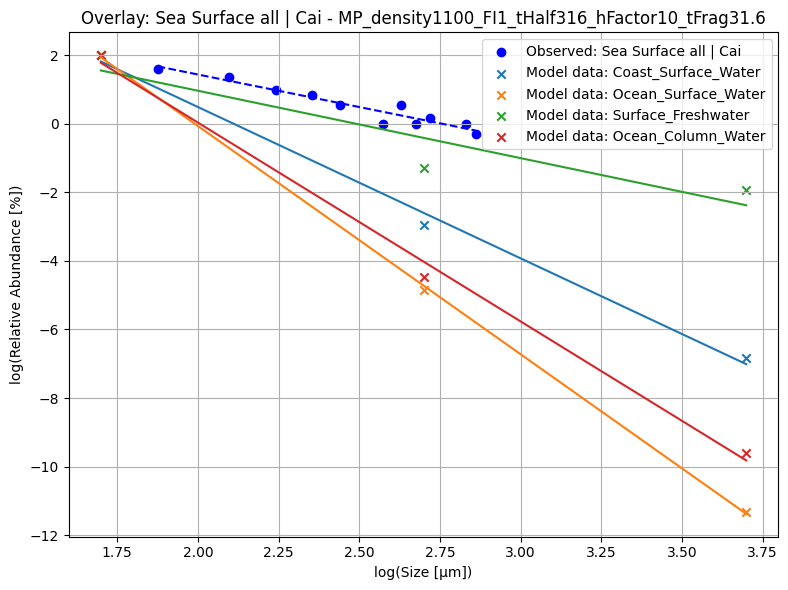 Overlay: Sea Surface all | Cai - MP_density1100_FI1_tHalf316_hFactor10_tFrag31.6
Observed: Sea Surface all | Cai
Model data: Coast_Surface_Water
Model data: Ocean_Surface_Water
Model data: Surface_Freshwater
Model data: Ocean_Column_Water
log(Relative Abundance [%])
2
0
−2
−4
−6
−8
−10
−12
1.75 2.00 2.25 2.50 2.75 3.00 3.25 3.50 3.75
log(Size [μm])